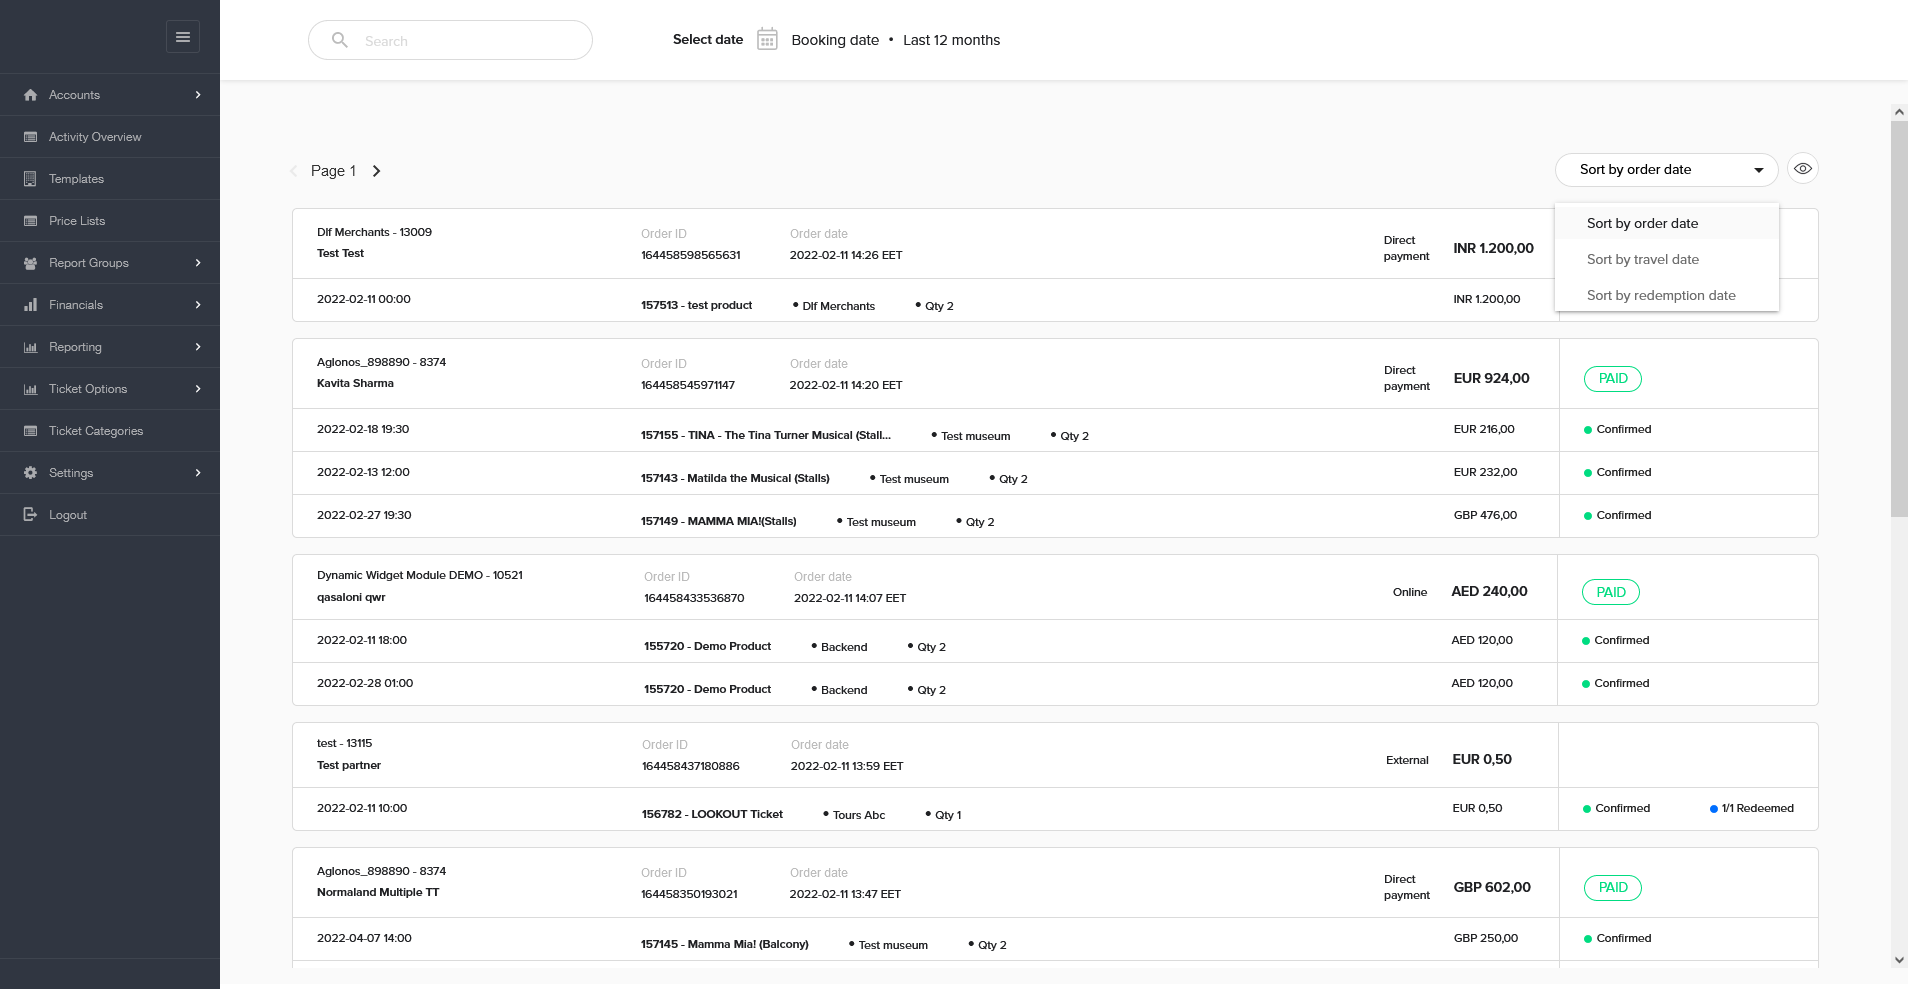 Search
Select date Booking date • Last 12 months
Accounts
Activity Overview
Templates
Price Lists
Report Groups
Financials
Reporting
Ticket Options
Ticket Categories
Settings
Logout
Page 1
Sort by order date
Sort by order date
Sort by travel date
Sort by redemption date
Dlf Merchants - 13009
Test Test
Order ID
164458598565631
Order date
2022-02-11 14:26 EET
Direct
payment
INR 1.200,00
2022-02-11 00:00 157513 - test product • Dlf Merchants • Qty 2 INR 1.200,00
Aglonos_898890 - 8374
Kavita Sharma
Order ID
164458545971147
Order date
2022-02-11 14:20 EET
Direct
payment
EUR 924,00
PAID
2022-02-18 19:30 157155 - TINA - The Tina Turner Musical (Stall... • Test museum • Qty 2 EUR 216,00 Confirmed
2022-02-13 12:00 157143 - Matilda the Musical (Stalls) • Test museum • Qty 2 EUR 232,00 Confirmed
2022-02-27 19:30 157149 - MAMMA MIA!(Stalls) • Test museum • Qty 2 GBP 476,00 Confirmed
Dynamic Widget Module DEMO - 10521
qasaloni qwr
Order ID
164458433536870
Order date
2022-02-11 14:07 EET
Online
AED 240,00
PAID
2022-02-11 18:00 155720 - Demo Product • Backend • Qty 2 AED 120,00 Confirmed
2022-02-28 01:00 155720 - Demo Product • Backend • Qty 2 AED 120,00 Confirmed
test - 13115
Test partner
Order ID
164458437180886
Order date
2022-02-11 13:59 EET
External
EUR 0,50
2022-02-11 10:00 156782 - LOOKOUT Ticket • Tours Abc • Qty 1 EUR 0,50 Confirmed 1/1 Redeemed
Aglonos_898890 - 8374
Normaland Multiple TT
Order ID
164458350193021
Order date
2022-02-11 13:47 EET
Direct
payment
GBP 602,00
PAID
2022-04-07 14:00 157145 - Mamma Mia! (Balcony) • Test museum • Qty 2 GBP 250,00 Confirmed